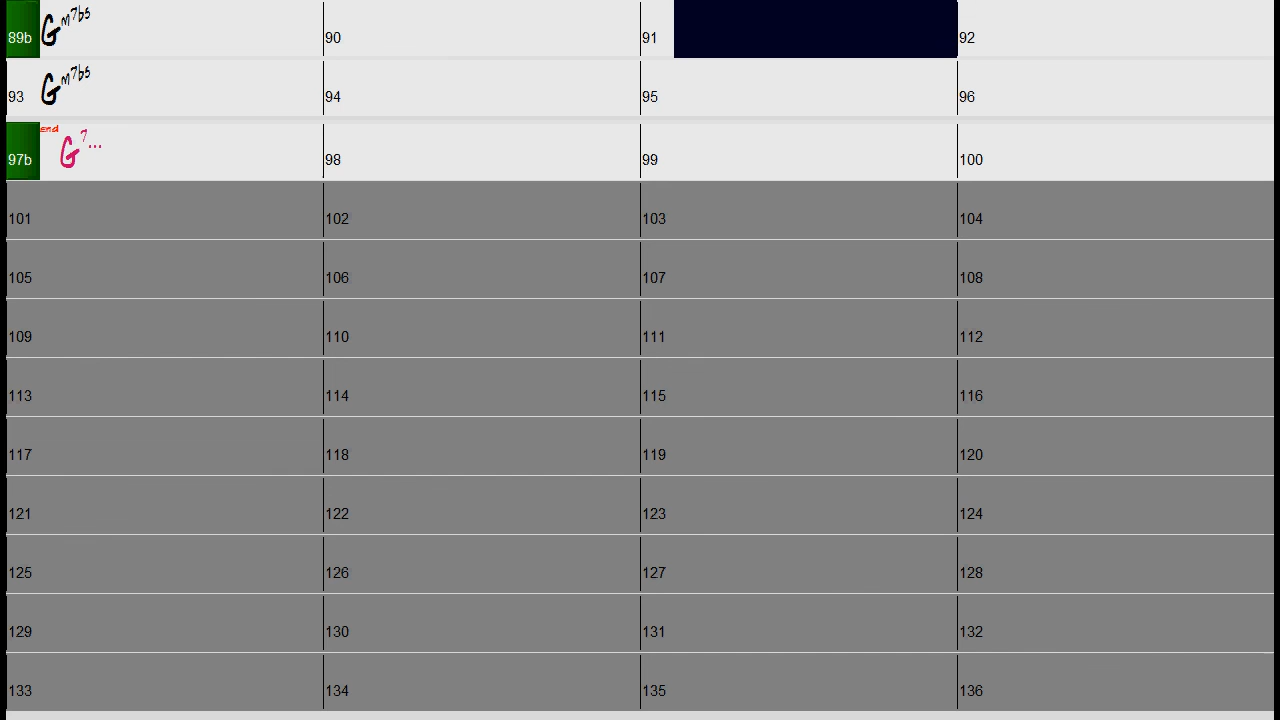 89b Gm7b5 90 91 92
93 Gm7b5 94 95 96
97b End G7... 98 99 100
101 102 103 104
105 106 107 108
109 110 111 112
113 114 115 116
117 118 119 120
121 122 123 124
125 126 127 128
129 130 131 132
133 134 135 136